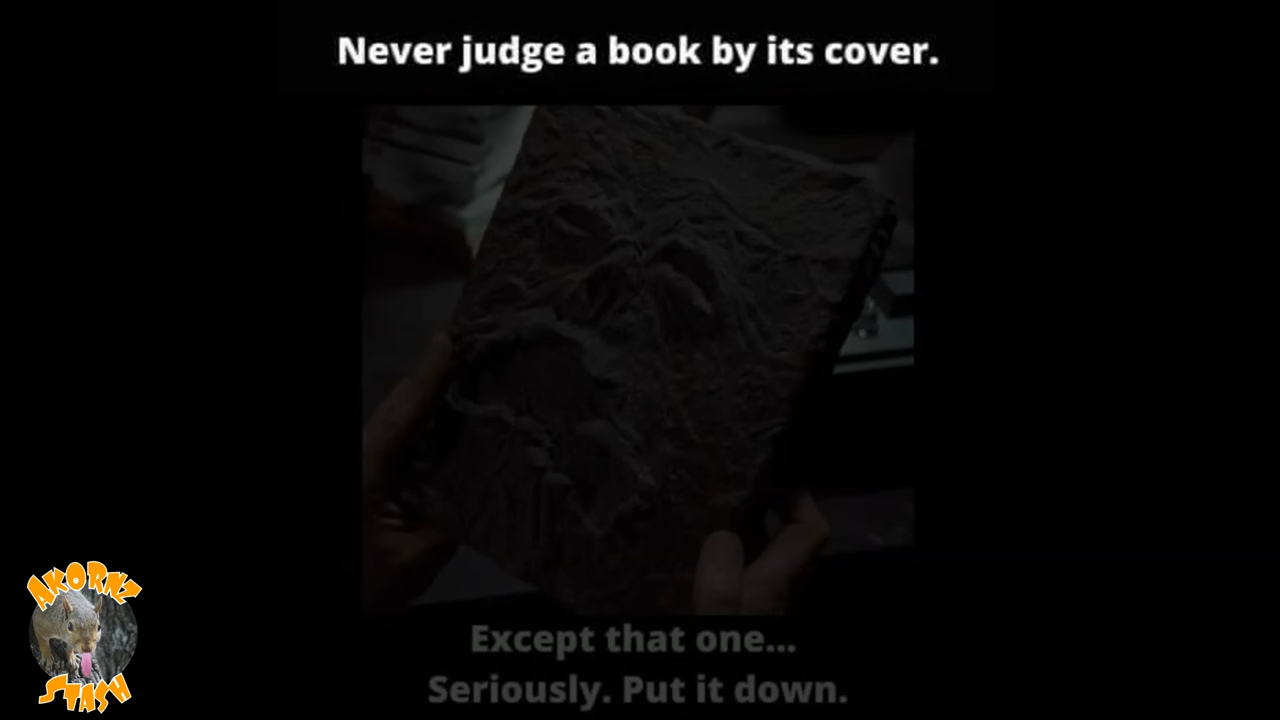 Never judge a book by its cover.
Except that one...
Seriously. Put it down.
AKORNZ
STASH